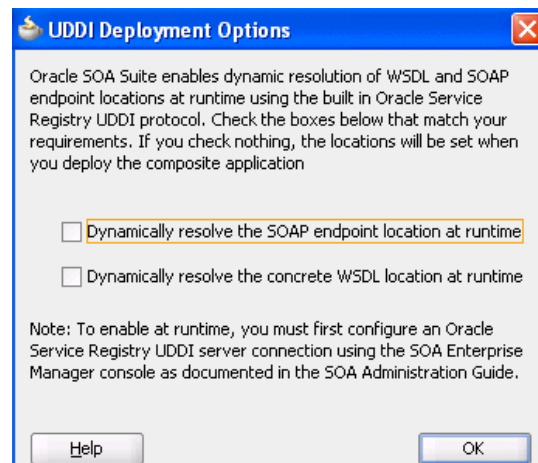 UDDI Deployment Options
Oracle SOA Suite enables dynamic resolution of WSDL and SOAP
endpoint locations at runtime using the built in Oracle Service
Registry UDDI protocol. Check the boxes below that match your
requirements. If you check nothing, the locations will be set when
you deploy the composite application
Dynamically resolve the SOAP endpoint location at runtime
Dynamically resolve the concrete WSDL location at runtime
Note: To enable at runtime, you must first configure an Oracle
Service Registry UDDI server connection using the SOA Enterprise
Manager console as documented in the SOA Administration Guide.
Help
OK